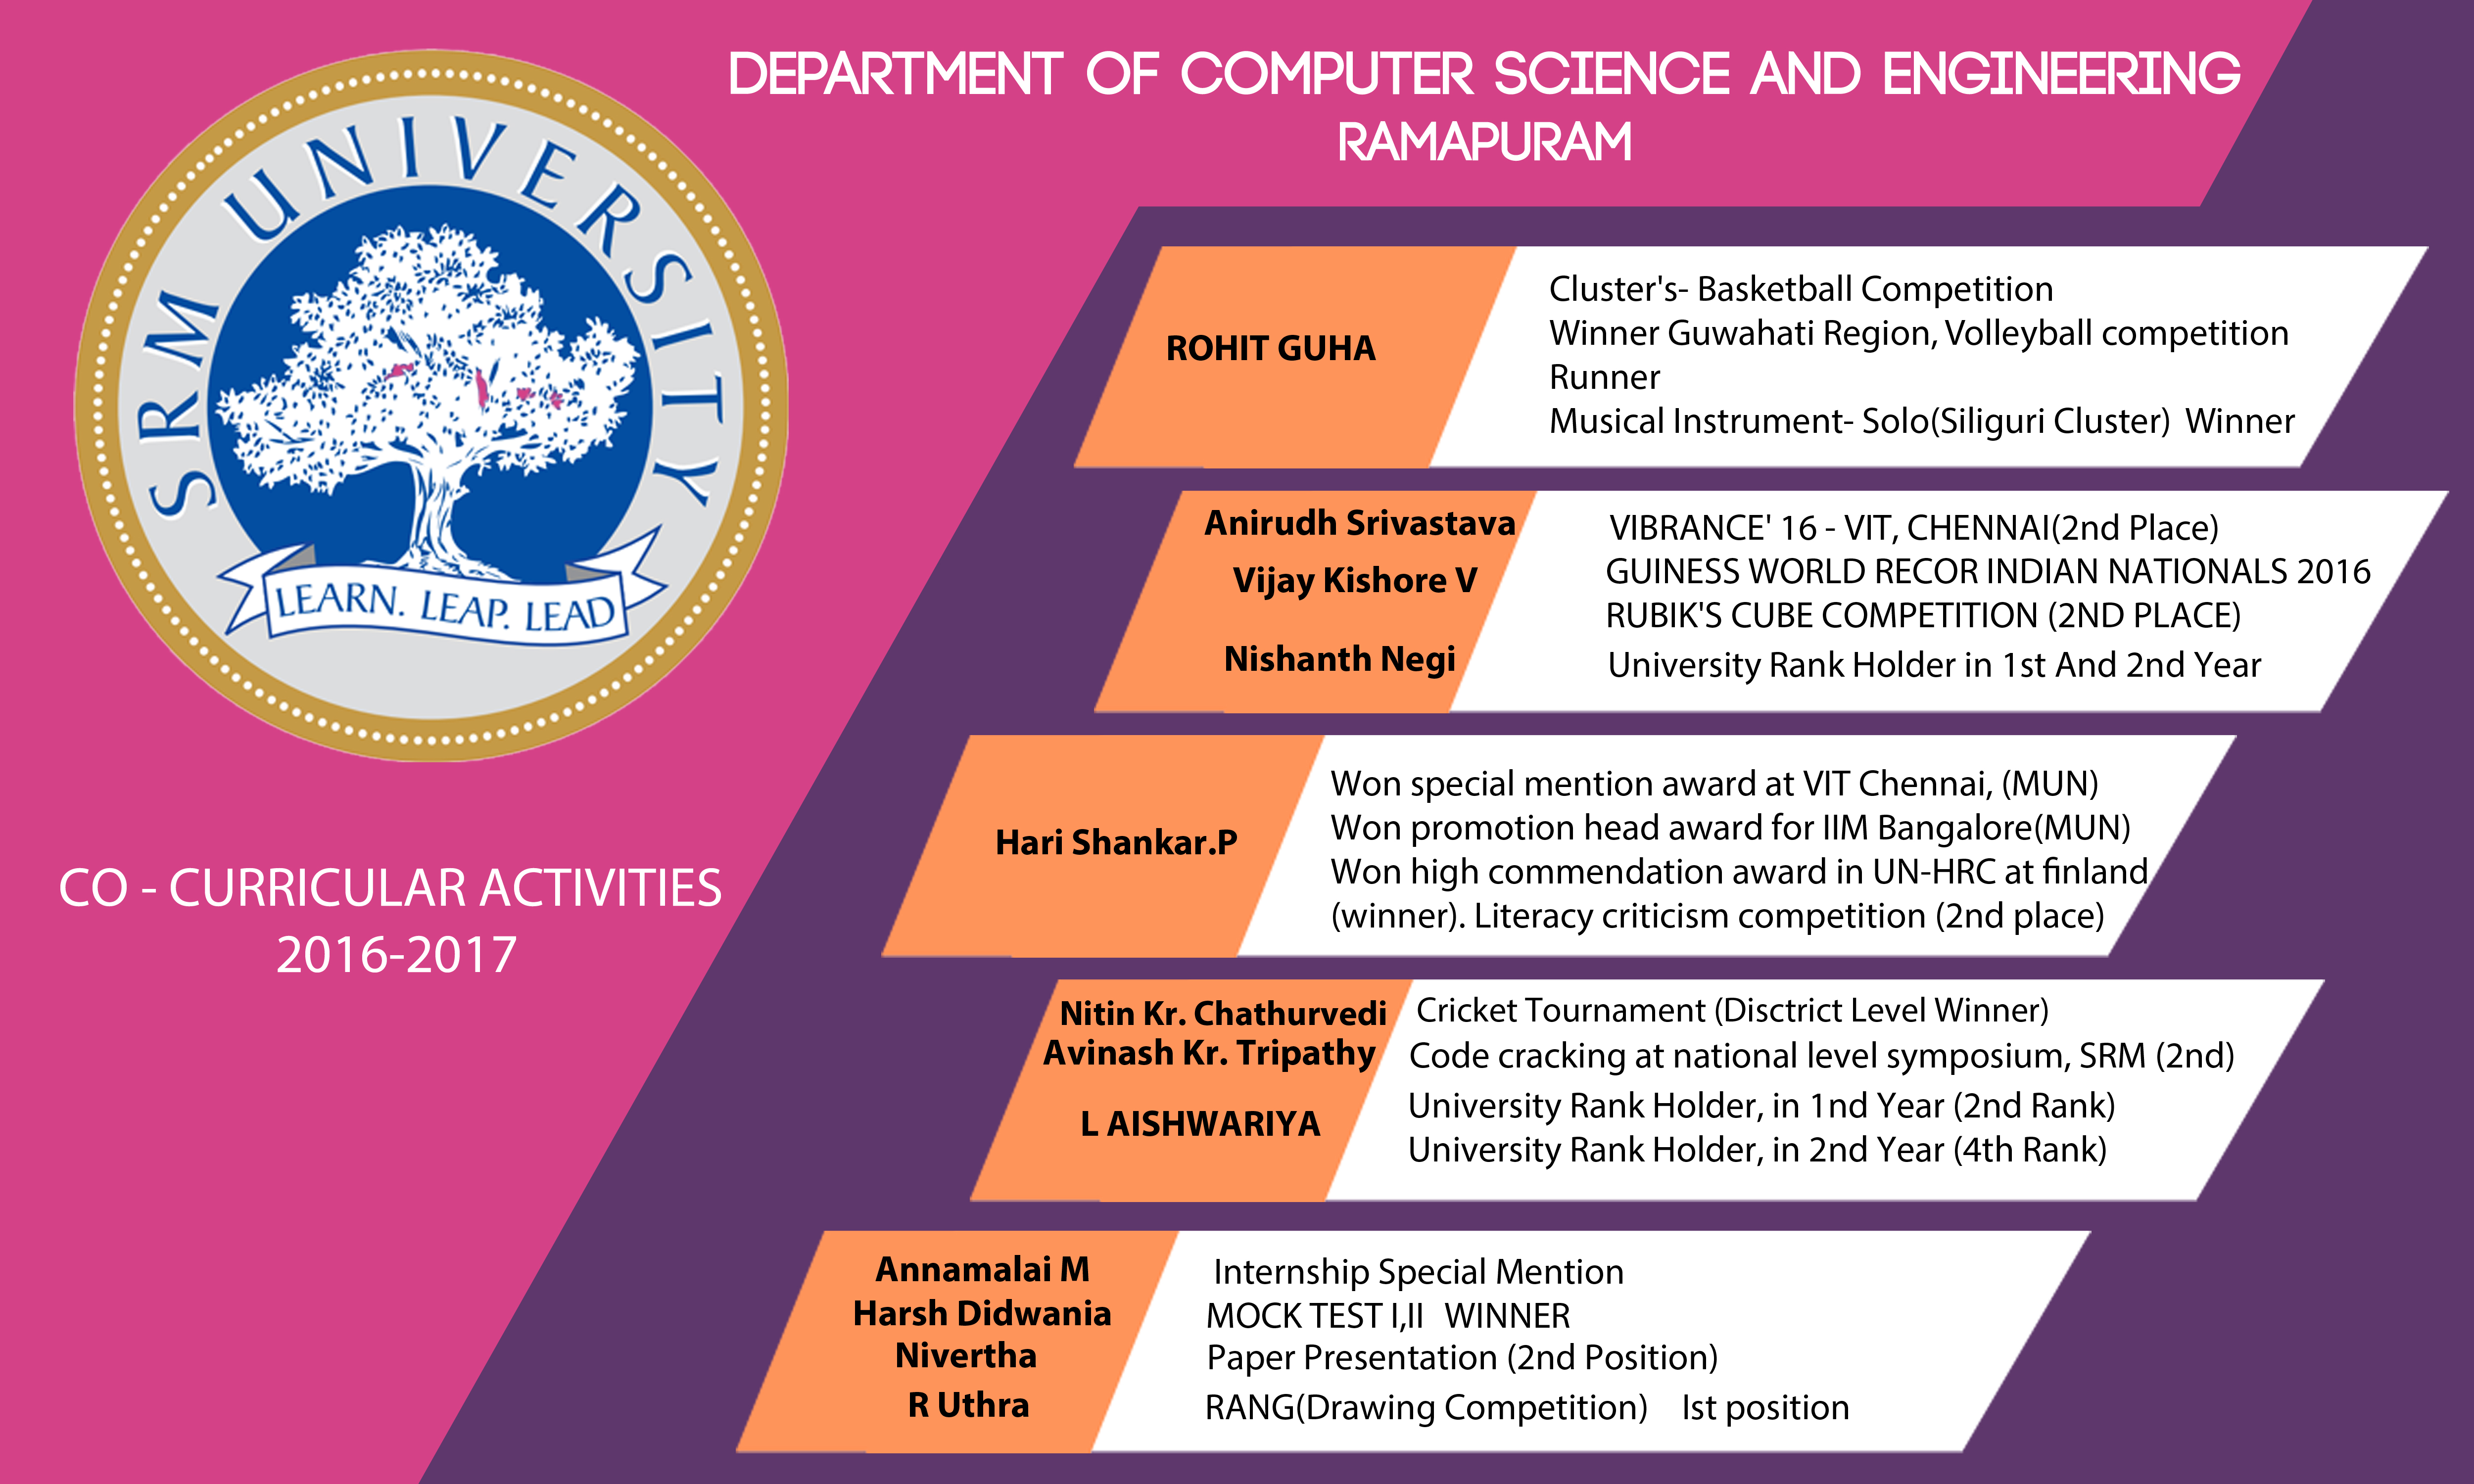 DEPARTMENT OF COMPUTER SCIENCE AND ENGINEERING
RAMAPURAM
SRM UNIVERSITY
LEARN. LEAP. LEAD
CO - CURRICULAR ACTIVITIES
2016-2017
ROHIT GUHA
Cluster's- Basketball Competition
Winner Guwahati Region, Volleyball competition
Runner
Musical Instrument- Solo(Siliguri Cluster) Winner
Anirudh Srivastava
VIBRANCE' 16 - VIT, CHENNAI(2nd Place)
Vijay Kishore V
GUINESS WORLD RECOR INDIAN NATIONALS 2016
RUBIK'S CUBE COMPETITION (2ND PLACE)
Nishanth Negi
University Rank Holder in 1st And 2nd Year
Hari Shankar.P
Won special mention award at VIT Chennai, (MUN)
Won promotion head award for IIM Bangalore(MUN)
Won high commendation award in UN-HRC at finland
(winner). Literacy criticism competition (2nd place)
Nitin Kr. Chathurvedi
Cricket Tournament (Disctrict Level Winner)
Avinash Kr. Tripathy
Code cracking at national level symposium, SRM (2nd)
L AISHWARIYA
University Rank Holder, in 1nd Year (2nd Rank)
University Rank Holder, in 2nd Year (4th Rank)
Annamalai M
Internship Special Mention
Harsh Didwania
MOCK TEST I,II WINNER
Nivertha
Paper Presentation (2nd Position)
R Uthra
RANG(Drawing Competition) Ist position